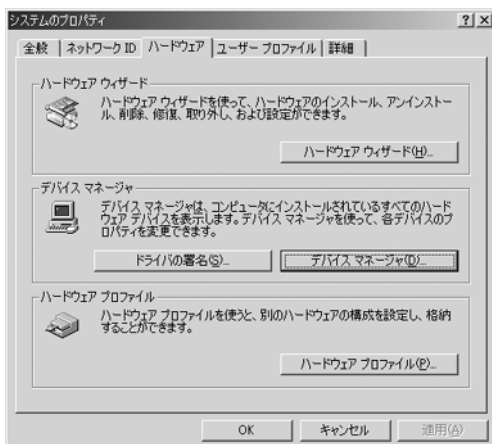 システムのプロパティ
? ×
全般 ネットワーク ID ハードウェア ユーザー プロファイル 詳細
ハードウェア ウィザード
ハードウェア ウィザードを使って、ハードウェアのインストール、アンインストー
ル、削除、修復、取り外し、および設定ができます。
ハードウェア ウィザード(H)...
デバイス マネージャ
デバイス マネージャは、コンピュータにインストールされているすべてのハード
ウェア デバイスを表示します。デバイス マネージャを使って、各デバイスのプ
ロパティを変更できます。
ドライバの署名(S)... デバイス マネージャ(D)...
ハードウェア プロファイル
ハードウェア プロファイルを使うと、別のハードウェアの構成を設定し、格納
することができます。
ハードウェア プロファイル(P)...
OK キャンセル 適用(A)